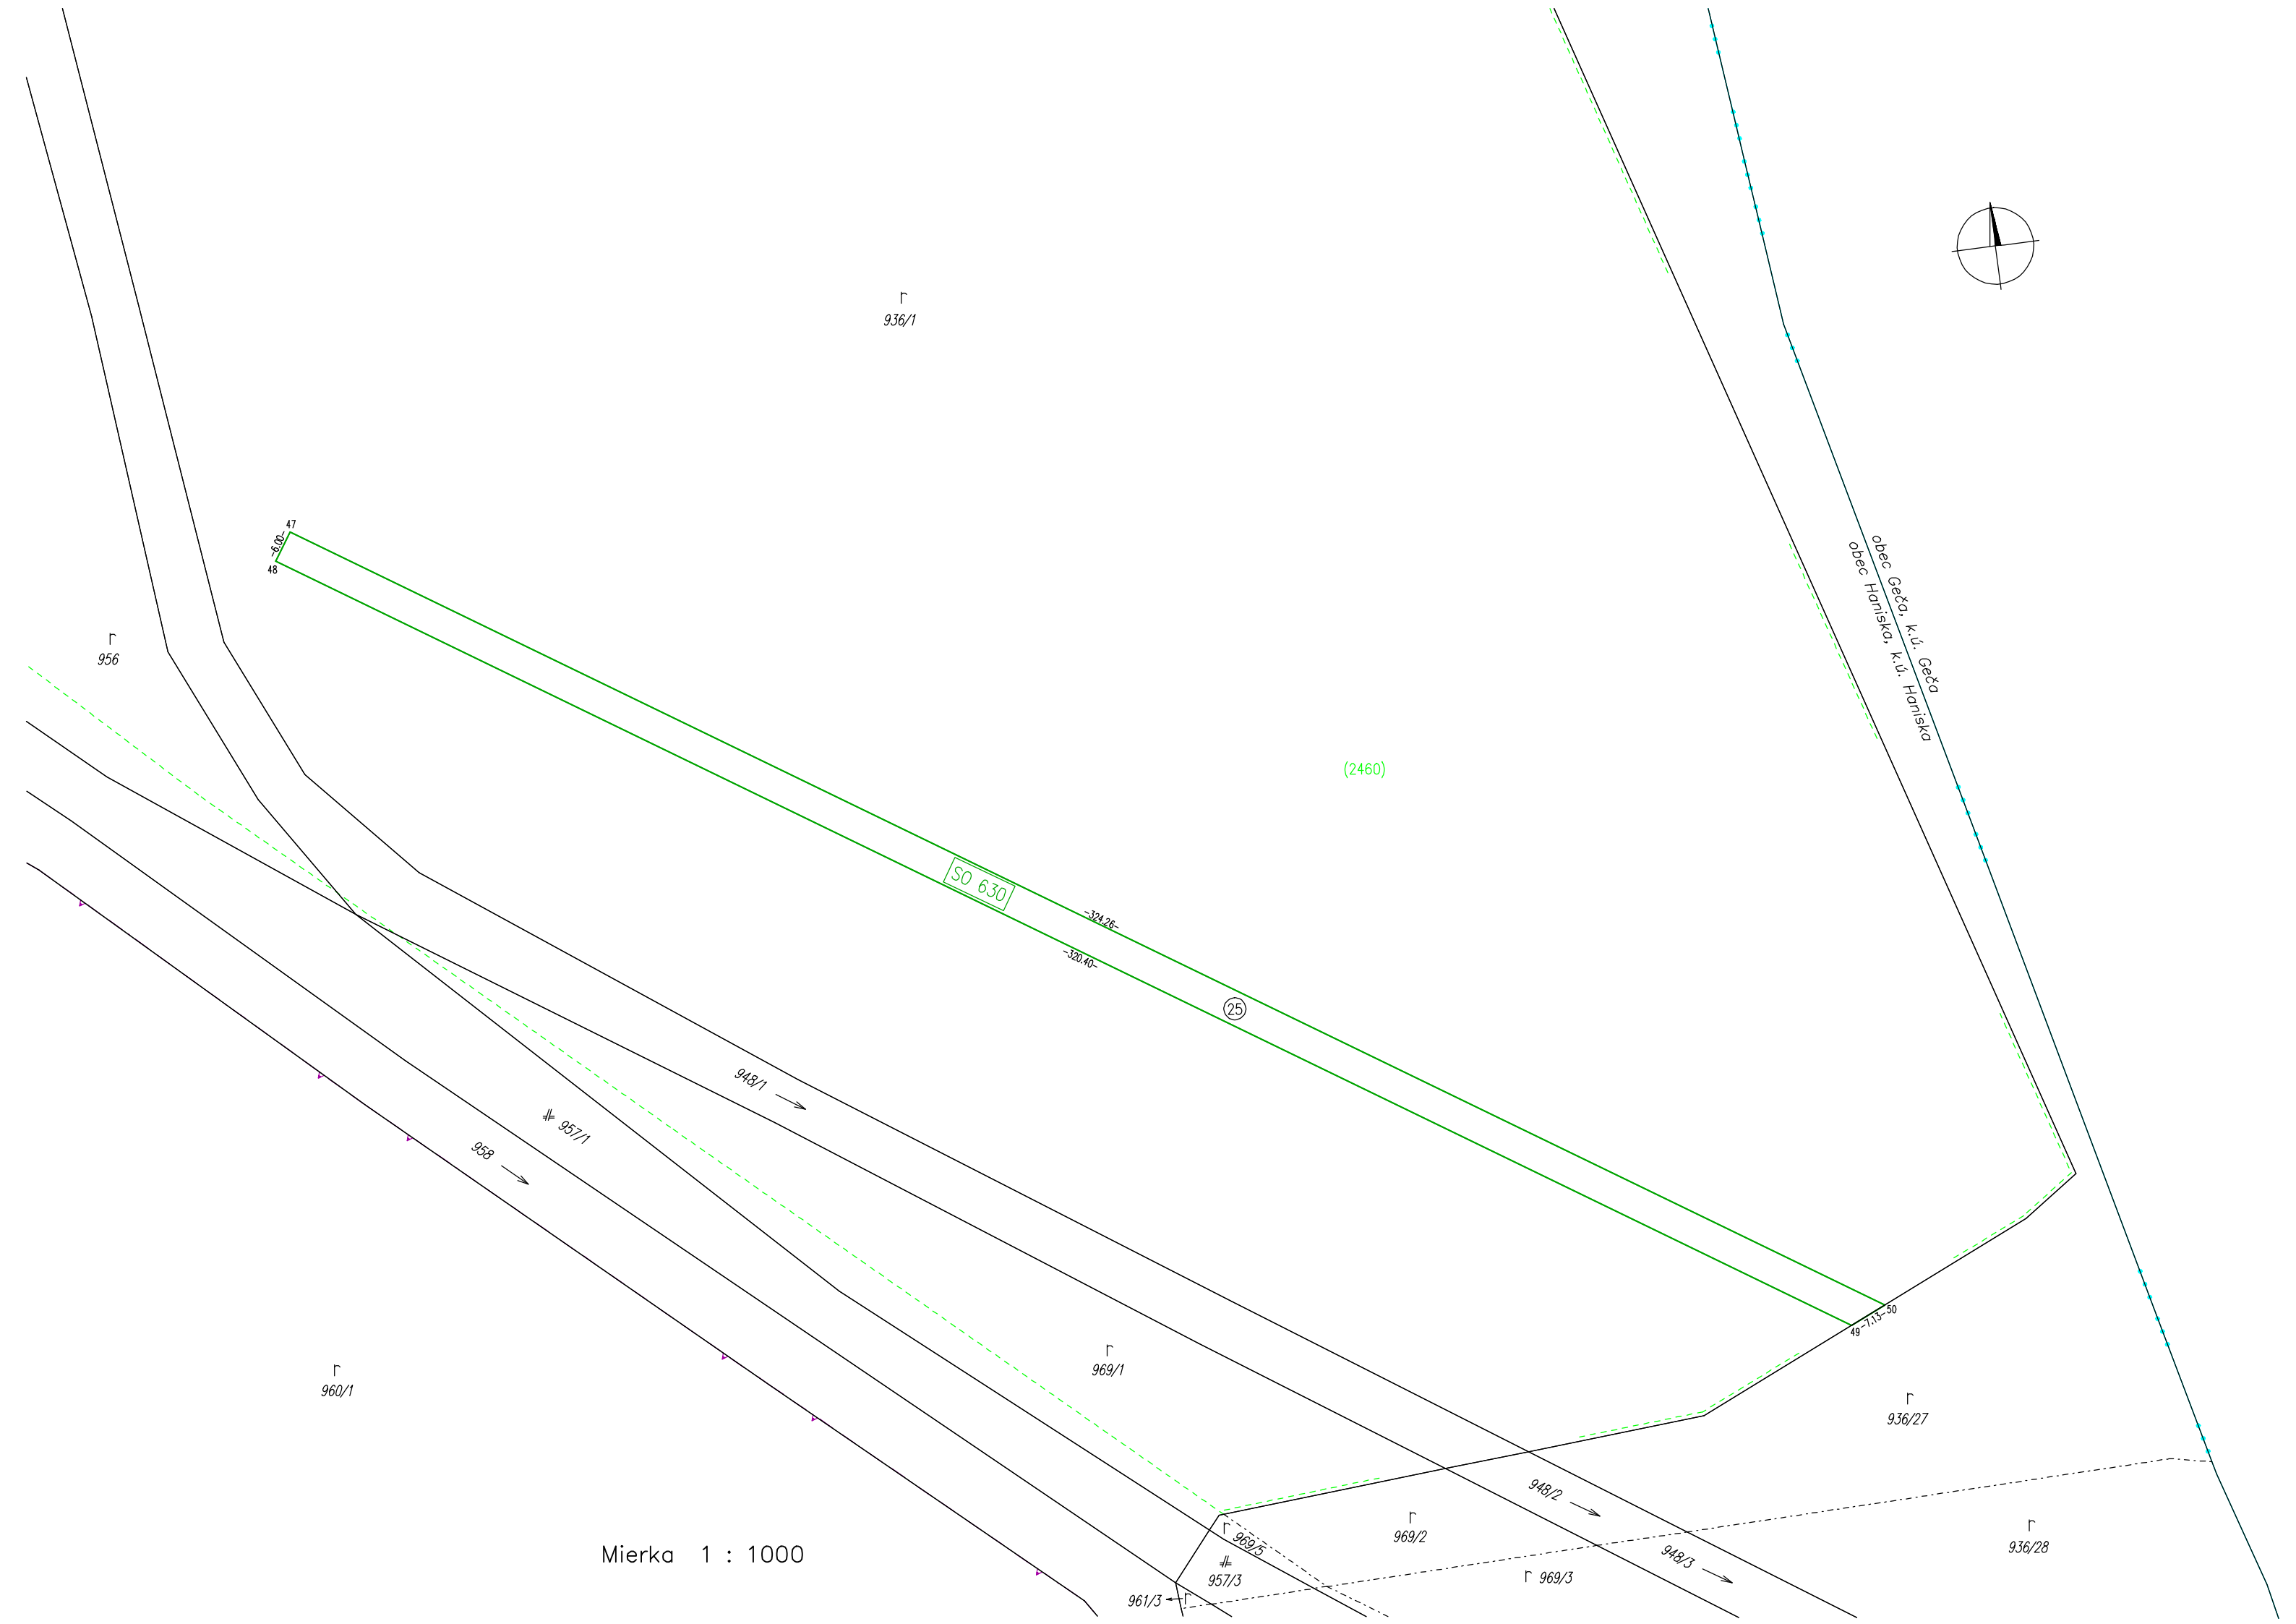 r
936/1
obec Geča, k.ú. Geča
obec Haniska, k.ú. Haniska
47
-6.00-
48
r
956
(2460)
SO 630
-324.26-
-320.40-
25
948/1
957/1
958
50
-7.13-
49
r
969/1
r
960/1
r
936/27
948/2
r
969/2
r
969/5
957/3
r
936/28
948/3
r 969/3
961/3
r
Mierka 1 : 1000